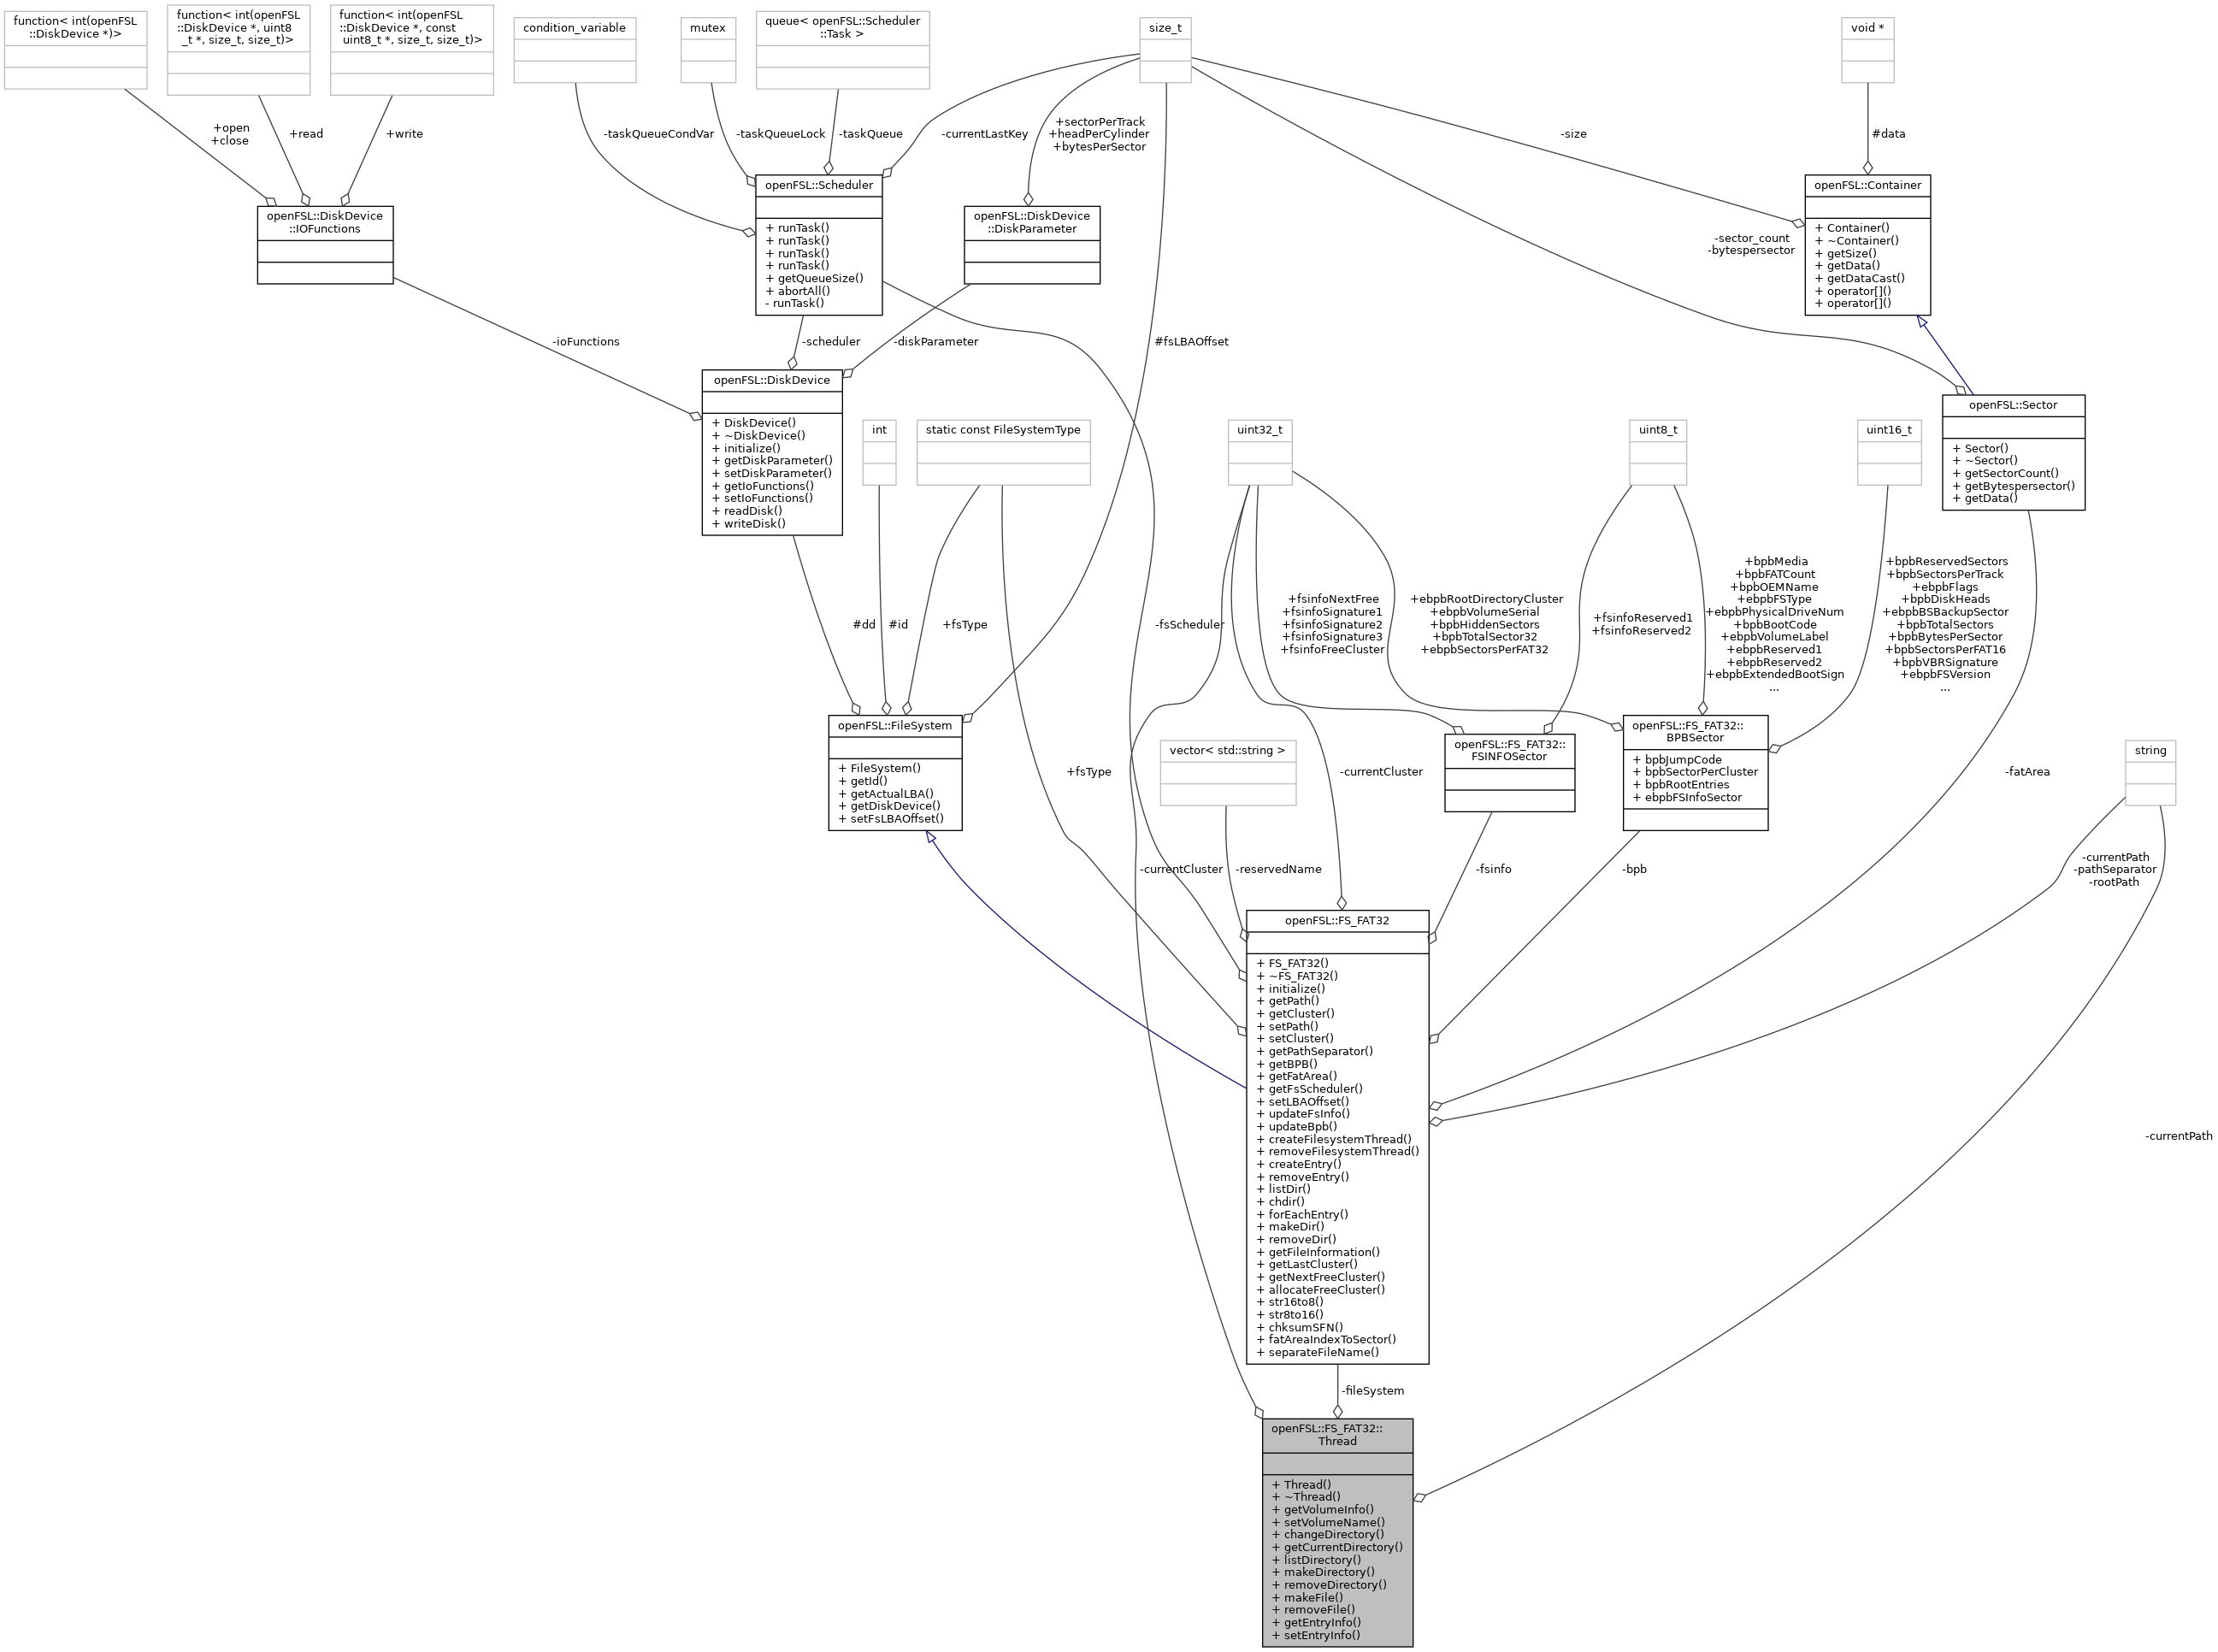 function< int(openFSL
::DiskDevice *)>
function< int(openFSL
::DiskDevice *, uint8
_t *, size_t, size_t)>
function< int(openFSL
::DiskDevice *, const
uint8_t *, size_t, size_t)>
condition_variable
mutex
queue< openFSL::Scheduler
::Task >
size_t
void *
+open
+close
+read
+write
-taskQueueCondVar
-taskQueueLock
-taskQueue
-currentLastKey
+sectorPerTrack
+headPerCylinder
+bytesPerSector
-size
#data
openFSL::DiskDevice
::IOFunctions
openFSL::Scheduler
+ runTask()
+ runTask()
+ runTask()
+ runTask()
+ getQueueSize()
+ abortAll()
- runTask()
openFSL::DiskDevice
::DiskParameter
-sector_count
-bytespersector
openFSL::Container
+ Container()
+ ~Container()
+ getSize()
+ getData()
+ getDataCast()
+ operator[]()
+ operator[]()
-ioFunctions
-scheduler
-diskParameter
#fsLBAOffset
openFSL::DiskDevice
+ DiskDevice()
+ ~DiskDevice()
+ initialize()
+ getDiskParameter()
+ setDiskParameter()
+ getIoFunctions()
+ setIoFunctions()
+ readDisk()
+ writeDisk()
int
static const FileSystemType
uint32_t
uint8_t
uint16_t
openFSL::Sector
+ Sector()
+ ~Sector()
+ getSectorCount()
+ getBytespersector()
+ getData()
#dd
#id
+fsType
-fsScheduler
+fsinfoNextFree
+fsinfoSignature1
+fsinfoSignature2
+fsinfoSignature3
+fsinfoFreeCluster
+ebpbRootDirectoryCluster
+ebpbVolumeSerial
+bpbHiddenSectors
+bpbTotalSector32
+ebpbSectorsPerFAT32
+fsinfoReserved1
+fsinfoReserved2
+bpbMedia
+bpbFATCount
+bpbOEMName
+ebpbFSType
+ebpbPhysicalDriveNum
+bpbBootCode
+ebpbVolumeLabel
+ebpbReserved1
+ebpbReserved2
+ebpbExtendedBootSign
...
+bpbReservedSectors
+bpbSectorsPerTrack
+ebpbFlags
+bpbDiskHeads
+ebpbBSBackupSector
+bpbTotalSectors
+bpbBytesPerSector
+bpbSectorsPerFAT16
+bpbVBRSignature
+ebpbFSVersion
...
openFSL::FileSystem
+ FileSystem()
+ getId()
+ getActualLBA()
+ getDiskDevice()
+ setFsLBAOffset()
+fsType
vector< std::string >
-currentCluster
openFSL::FS_FAT32::
FSINFOSector
openFSL::FS_FAT32::
BPBSector
+ bpbJumpCode
+ bpbSectorPerCluster
+ bpbRootEntries
+ ebpbFSInfoSector
-fatArea
string
-currentCluster
-reservedName
-fsinfo
-bpb
-currentPath
-pathSeparator
-rootPath
openFSL::FS_FAT32
+ FS_FAT32()
+ ~FS_FAT32()
+ initialize()
+ getPath()
+ getCluster()
+ setPath()
+ setCluster()
+ getPathSeparator()
+ getBPB()
+ getFatArea()
+ getFsScheduler()
+ setLBAOffset()
+ updateFsInfo()
+ updateBpb()
+ createFilesystemThread()
+ removeFilesystemThread()
+ createEntry()
+ removeEntry()
+ listDir()
+ chdir()
+ forEachEntry()
+ makeDir()
+ removeDir()
+ getFileInformation()
+ getLastCluster()
+ getNextFreeCluster()
+ allocateFreeCluster()
+ str16to8()
+ str8to16()
+ chksumSFN()
+ fatAreaIndexToSector()
+ separateFileName()
-currentPath
-fileSystem
openFSL::FS_FAT32::
Thread
+ Thread()
+ ~Thread()
+ getVolumeInfo()
+ setVolumeName()
+ changeDirectory()
+ getCurrentDirectory()
+ listDirectory()
+ makeDirectory()
+ removeDirectory()
+ makeFile()
+ removeFile()
+ getEntryInfo()
+ setEntryInfo()